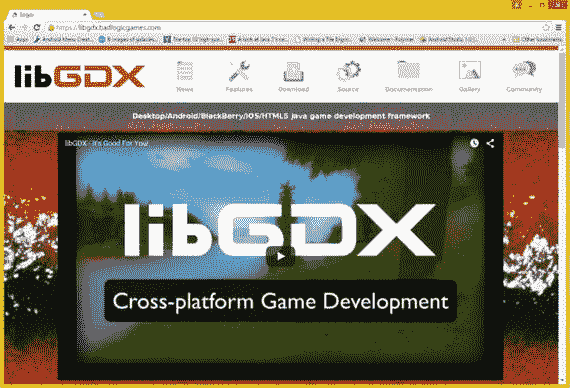 libgdx
https://libgdx.badlogicgames.com
Apps
libGDX
News
Features
Download
Source
Documentation
Gallery
Community
Desktop/Android/BlackBerry/iOS/HTML5 Java game development framework
libGDX - It's Good For You!
libGDX
Cross-platform Game Development